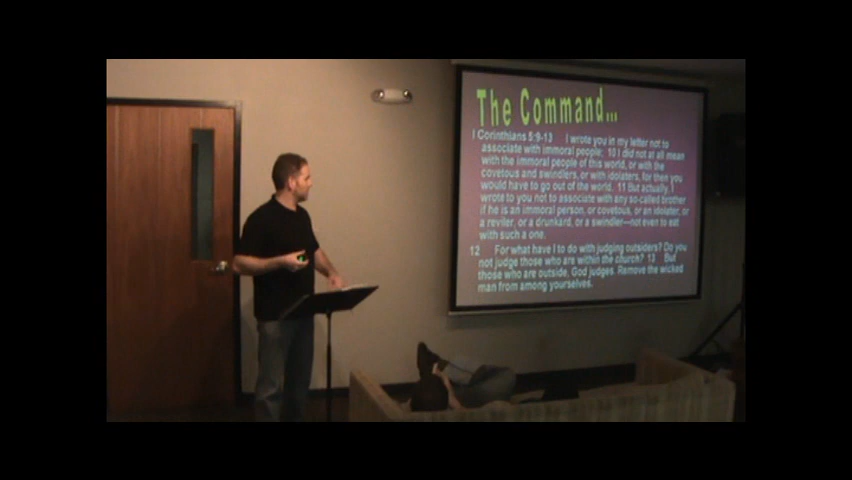 The Command...
I Corinthians 5:9-13 I wrote you in my letter not to
associate with immoral people; 10 I did not at all mean
with the immoral people of this world, or with the
covetous and swindlers, or with idolaters, for then you
would have to go out of the world. 11 But actually, I
wrote to you not to associate with any so-called brother
if he is an immoral person, or covetous, or an idolater, or
a reviler, or a drunkard, or a swindler—not even to eat
with such a one.
12 For what have I to do with judging outsiders? Do you
not judge those who are within the church? 13 But
those who are outside, God judges. Remove the wicked
man from among yourselves.